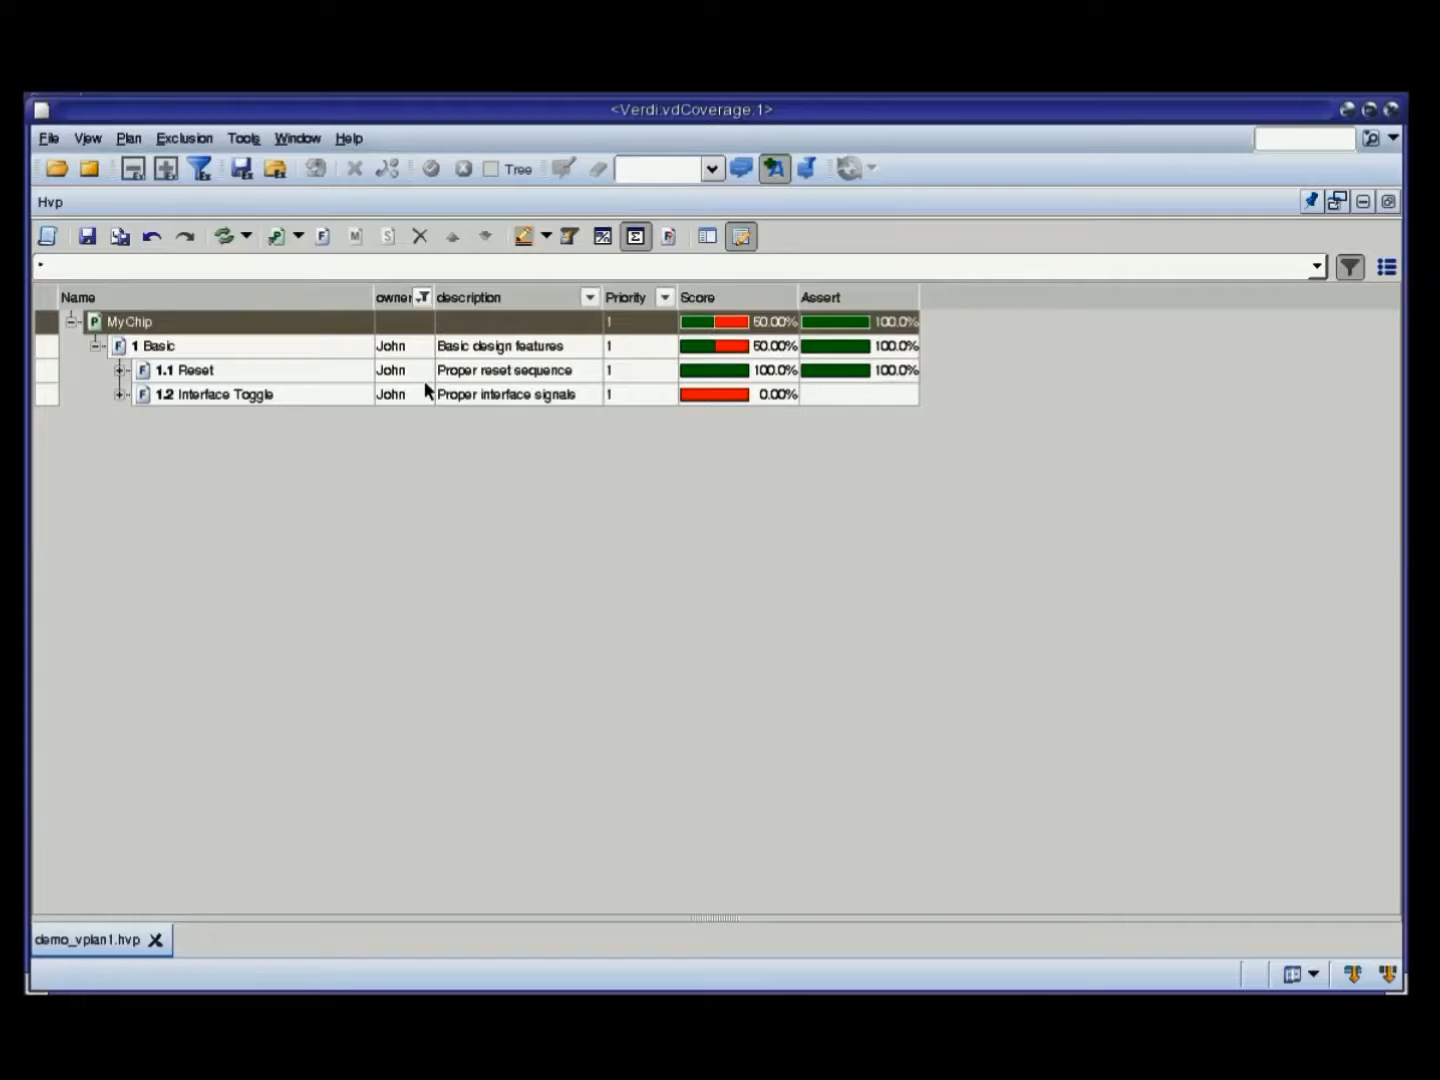 <Verdi.vdCoverage.1>
File View Plan Exclusion Tools Window Help
Tree
Hvp
*
Name owner description Priority Score Assert
MyChip 1 50.00% 100.0%
1 Basic John Basic design features 1 50.00% 100.0%
1.1 Reset John Proper reset sequence 1 100.0% 100.0%
1.2 Interface Toggle John Proper interface signals 1 0.00%
demo_vplan1.hvp